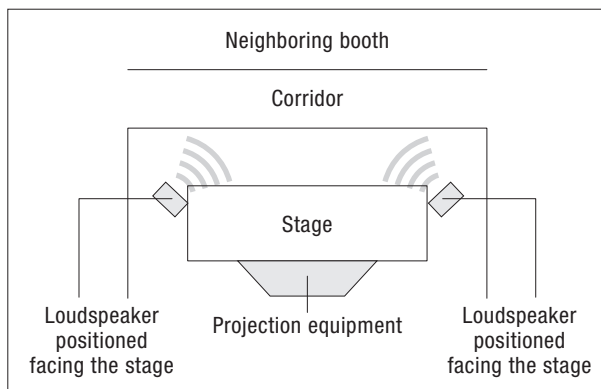 Neighboring booth
Corridor
Stage
Loudspeaker
positioned
facing the stage
Projection equipment
Loudspeaker
positioned
facing the stage